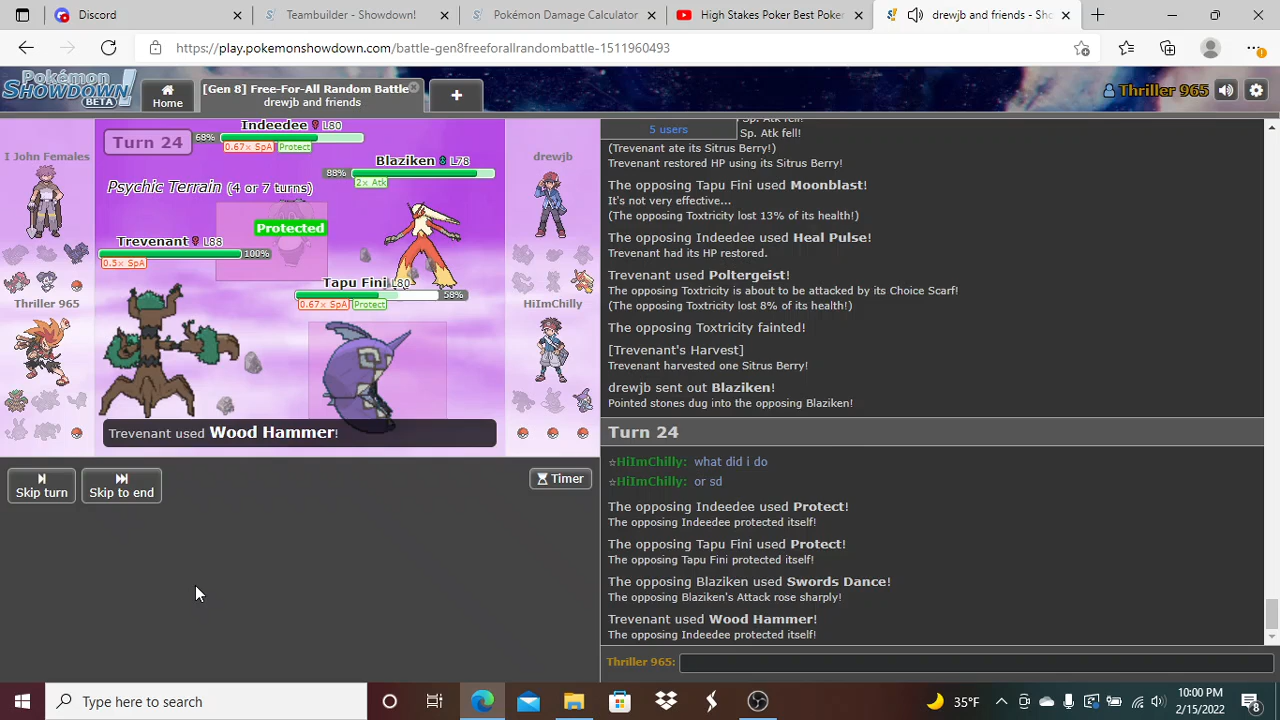 Discord
Teambuilder - Showdown!
Pokémon Damage Calculator
High Stakes Poker Best Poker
drewjb and friends - Sho
https://play.pokemonshowdown.com/battle-gen8freeforallrandombattle-1511960493
Pokémon
SHOWDOWN!
BETA
Home
[Gen 8] Free-For-All Random Battle
drewjb and friends
Thriller 965
5 users
I John Females
drewjb
Thriller 965
HiImChilly
Turn 24
Indeedee L80
68%
0.67× SpA Protect
Blaziken L78
88%
2× Atk
Psychic Terrain (4 or 7 turns)
Protected
Trevenant L88
100%
0.5× SpA
Tapu Fini L80
58%
0.67× SpA Protect
Trevenant used Wood Hammer!
Skip turn
Skip to end
Timer
Sp. Atk fell!
Sp. Atk fell!
(Trevenant ate its Sitrus Berry!)
Trevenant restored HP using its Sitrus Berry!
The opposing Tapu Fini used Moonblast!
It's not very effective...
(The opposing Toxtricity lost 13% of its health!)
The opposing Indeedee used Heal Pulse!
Trevenant had its HP restored.
Trevenant used Poltergeist!
The opposing Toxtricity is about to be attacked by its Choice Scarf!
(The opposing Toxtricity lost 8% of its health!)
The opposing Toxtricity fainted!
[Trevenant's Harvest]
Trevenant harvested one Sitrus Berry!
drewjb sent out Blaziken!
Pointed stones dug into the opposing Blaziken!
Turn 24
☆HiImChilly: what did i do
☆HiImChilly: or sd
The opposing Indeedee used Protect!
The opposing Indeedee protected itself!
The opposing Tapu Fini used Protect!
The opposing Tapu Fini protected itself!
The opposing Blaziken used Swords Dance!
The opposing Blaziken's Attack rose sharply!
Trevenant used Wood Hammer!
The opposing Indeedee protected itself!
Thriller 965:
Type here to search
35°F
10:00 PM
2/15/2022
8